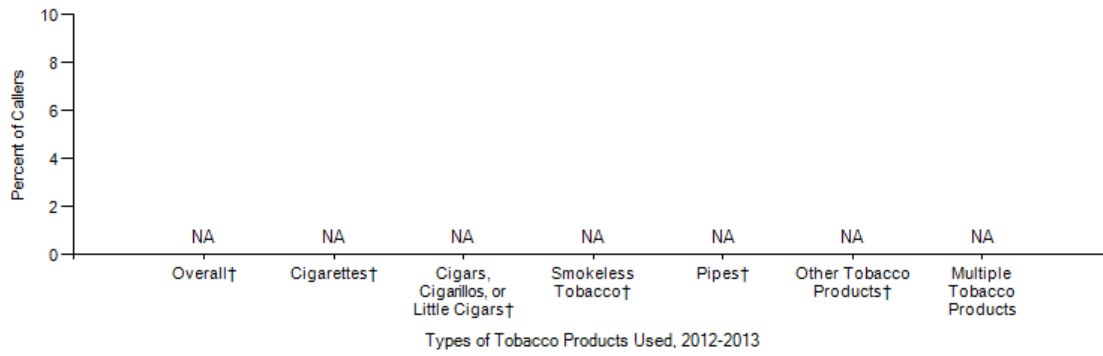 10
8
6
4
2
0
Percent of Callers
NA NA NA NA NA NA NA
Overall†
Cigarettes†
Cigars,
Cigarillos, or
Little Cigars†
Smokeless
Tobacco†
Pipes†
Other Tobacco
Products†
Multiple
Tobacco
Products
Types of Tobacco Products Used, 2012-2013